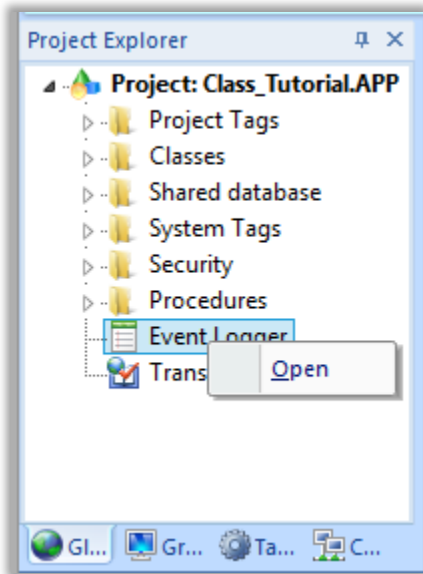 Project Explorer
Project: Class_Tutorial.APP
Project Tags
Classes
Shared database
System Tags
Security
Procedures
Event Logger
Open
Trans
Gl... Gr... Ta... C...